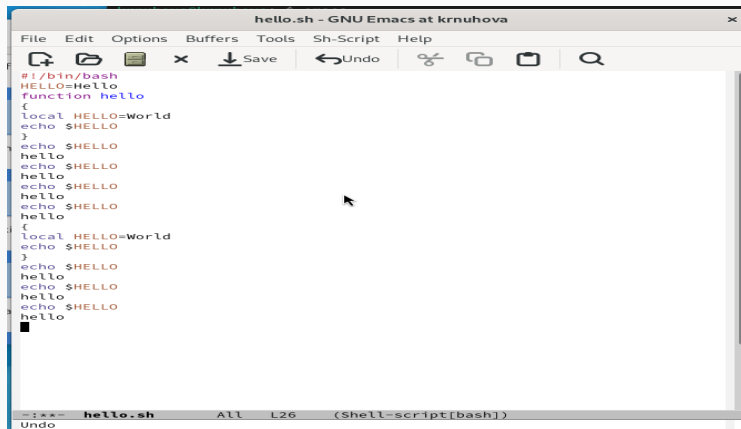 hello.sh - GNU Emacs at krnuhova
File Edit Options Buffers Tools Sh-Script Help
Save Undo
#!/bin/bash
HELLO=Hello
function hello
{
local HELLO=World
echo $HELLO
}
echo $HELLO
hello
echo $HELLO
hello
echo $HELLO
hello
echo $HELLO
hello
{
local HELLO=World
echo $HELLO
}
echo $HELLO
hello
echo $HELLO
hello
echo $HELLO
hello
-:**- hello.sh All L26 (Shell-script[bash])
Undo